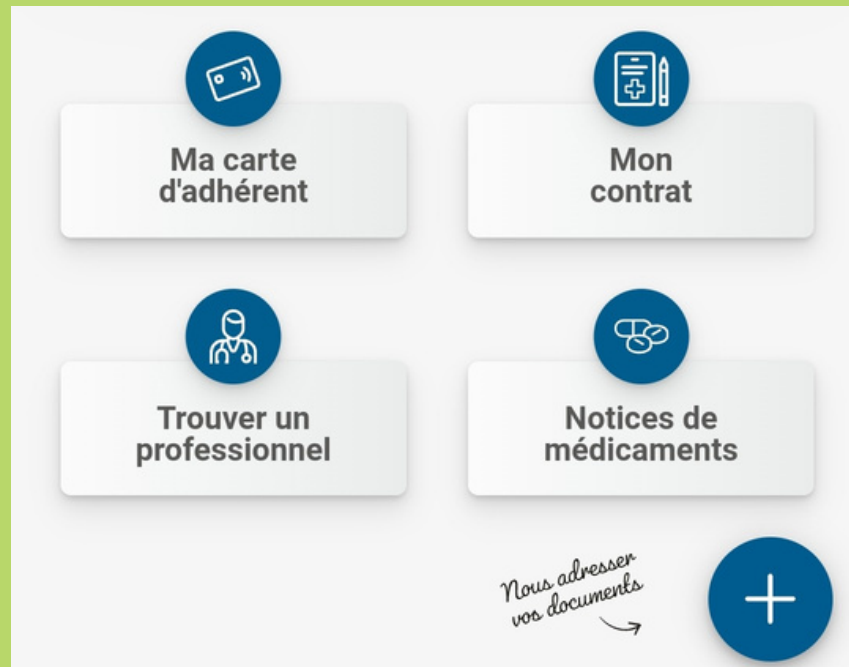 Ma carte
d'adhérent
Mon
contrat
Trouver un
professionnel
Notices de
médicaments
Nous adresser
vos documents